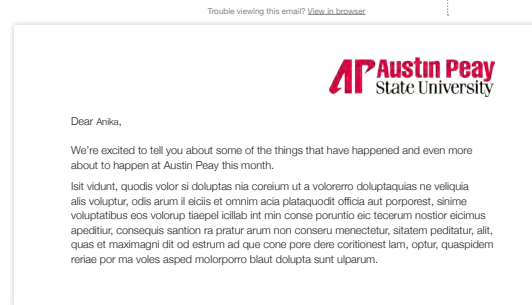 Trouble viewing this email? View in browser
AP Austin Peay
State University
Dear Anika,
We're excited to tell you about some of the things that have happened and even more
about to happen at Austin Peay this month.
Isit vidunt, quodis volor si doluptas nia coreium ut a volorerro doluptaquias ne veliquia
alis voluptur, odis arum il eiciis et omnim acia plataquodit officia aut porporest, sinime
voluptatibus eos volorup tiaepel icillab int min conse poruntio eic tecerum nostior eicimus
apeditiur, consequis santion ra pratur arum non conseru menectetur, sitatem peditatur, alit,
quas et maximagni dit od estrum ad que cone pore dere coritionest lam, optur, quaspidem
reriae por ma voles asped molorporro blaut dolupta sunt ulparum.